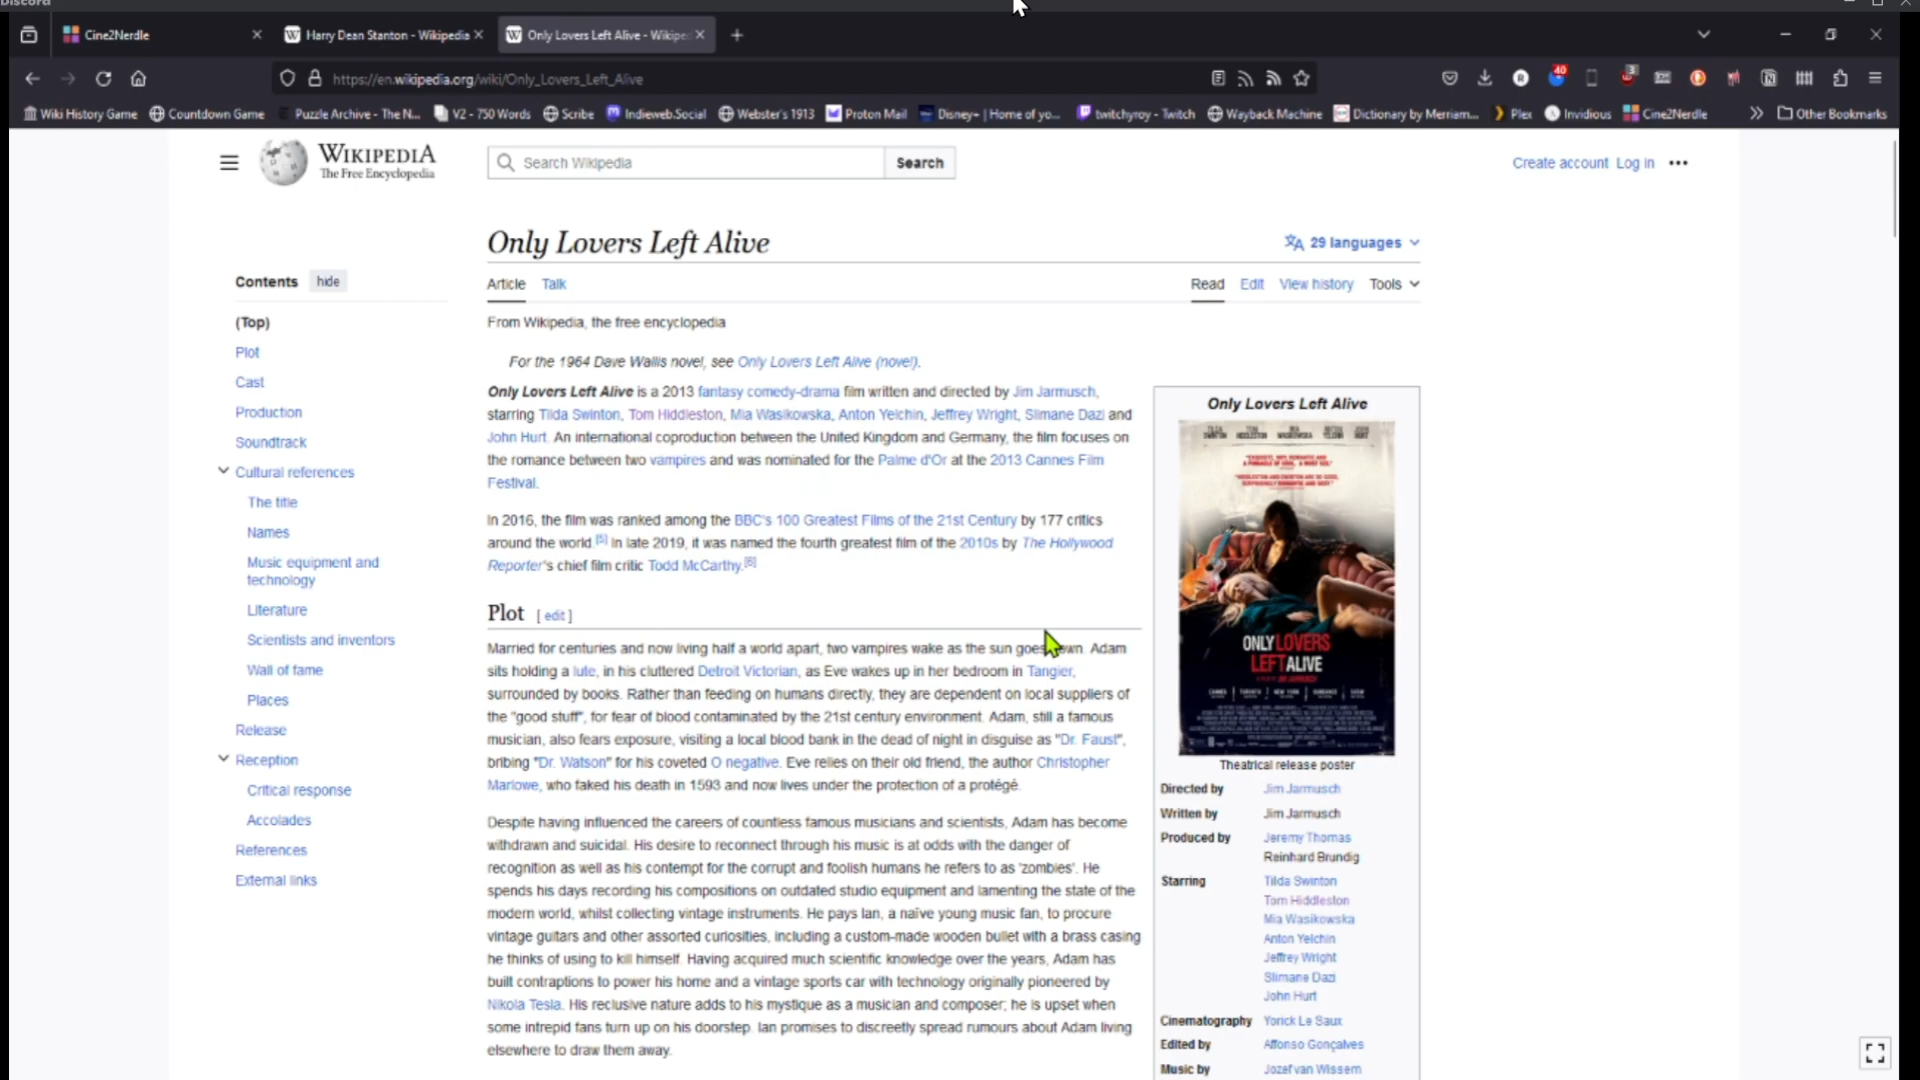 Discord
Cine2Nerdle
Harry Dean Stanton - Wikipedia
Only Lovers Left Alive - Wikipe
https://en.wikipedia.org/wiki/Only_Lovers_Left_Alive
40
3
Wiki History Game
Countdown Game
Puzzle Archive - The N...
V2 - 750 Words
Scribe
Indieweb.Social
Webster's 1913
Proton Mail
Disney+ | Home of yo...
twitchyroy - Twitch
Wayback Machine
Dictionary by Merriam...
Plex
Invidious
Cine2Nerdle
Other Bookmarks
WIKIPEDIA
The Free Encyclopedia
Search Wikipedia
Search
Create account
Log in
Only Lovers Left Alive
29 languages
Contents
hide
(Top)
Plot
Cast
Production
Soundtrack
Cultural references
The title
Names
Music equipment and
technology
Literature
Scientists and inventors
Wall of fame
Places
Release
Reception
Critical response
Accolades
References
External links
Article
Talk
Read
Edit
View history
Tools
From Wikipedia, the free encyclopedia
For the 1964 Dave Wallis novel, see Only Lovers Left Alive (novel).
Only Lovers Left Alive is a 2013 fantasy comedy-drama film written and directed by Jim Jarmusch,
starring Tilda Swinton, Tom Hiddleston, Mia Wasikowska, Anton Yelchin, Jeffrey Wright, Slimane Dazi and
John Hurt. An international coproduction between the United Kingdom and Germany, the film focuses on
the romance between two vampires and was nominated for the Palme d'Or at the 2013 Cannes Film
Festival.
In 2016, the film was ranked among the BBC's 100 Greatest Films of the 21st Century by 177 critics
around the world.[5] In late 2019, it was named the fourth greatest film of the 2010s by The Hollywood
Reporter's chief film critic Todd McCarthy.[6]
Plot [ edit ]
Married for centuries and now living half a world apart, two vampires wake as the sun goes down. Adam
sits holding a lute, in his cluttered Detroit Victorian, as Eve wakes up in her bedroom in Tangier,
surrounded by books. Rather than feeding on humans directly, they are dependent on local suppliers of
the "good stuff", for fear of blood contaminated by the 21st century environment. Adam, still a famous
musician, also fears exposure, visiting a local blood bank in the dead of night in disguise as "Dr. Faust",
bribing "Dr. Watson" for his coveted O negative. Eve relies on their old friend, the author Christopher
Marlowe, who faked his death in 1593 and now lives under the protection of a protégé.
Despite having influenced the careers of countless famous musicians and scientists, Adam has become
withdrawn and suicidal. His desire to reconnect through his music is at odds with the danger of
recognition as well as his contempt for the corrupt and foolish humans he refers to as 'zombies'. He
spends his days recording his compositions on outdated studio equipment and lamenting the state of the
modern world, whilst collecting vintage instruments. He pays Ian, a naïve young music fan, to procure
vintage guitars and other assorted curiosities, including a custom-made wooden bullet with a brass casing
he thinks of using to kill himself. Having acquired much scientific knowledge over the years, Adam has
built contraptions to power his home and a vintage sports car with technology originally pioneered by
Nikola Tesla. His reclusive nature adds to his mystique as a musician and composer; he is upset when
some intrepid fans turn up on his doorstep. Ian promises to discreetly spread rumours about Adam living
elsewhere to draw them away.
Only Lovers Left Alive
TILDA SWINTON
TOM HIDDLESTON
MIA WASIKOWSKA
ANTON YELCHIN
JOHN HURT
ONLY LOVERS
LEFT ALIVE
CANNES
TORONTO
NEW YORK
SUNDANCE
SXSW
Theatrical release poster
Directed by Jim Jarmusch
Written by Jim Jarmusch
Produced by Jeremy Thomas
Reinhard Brundig
Starring Tilda Swinton
Tom Hiddleston
Mia Wasikowska
Anton Yelchin
Jeffrey Wright
Slimane Dazi
John Hurt
Cinematography Yorick Le Saux
Edited by Affonso Gonçalves
Music by Jozef van Wissem